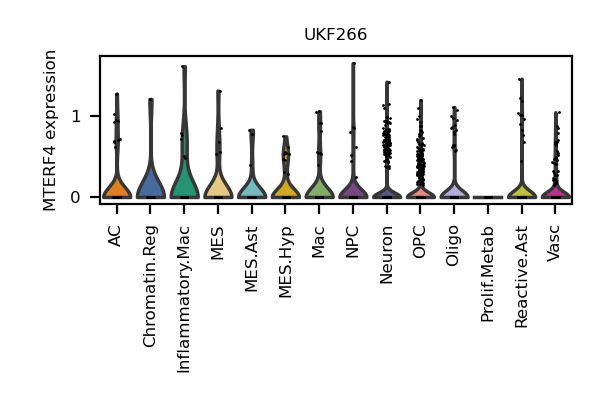 UKF266
MTERF4 expression
1
0
AC
Chromatin.Reg
Inflammatory.Mac
MES
MES.Ast
MES.Hyp
Mac
NPC
Neuron
OPC
Oligo
Prolif.Metab
Reactive.Ast
Vasc